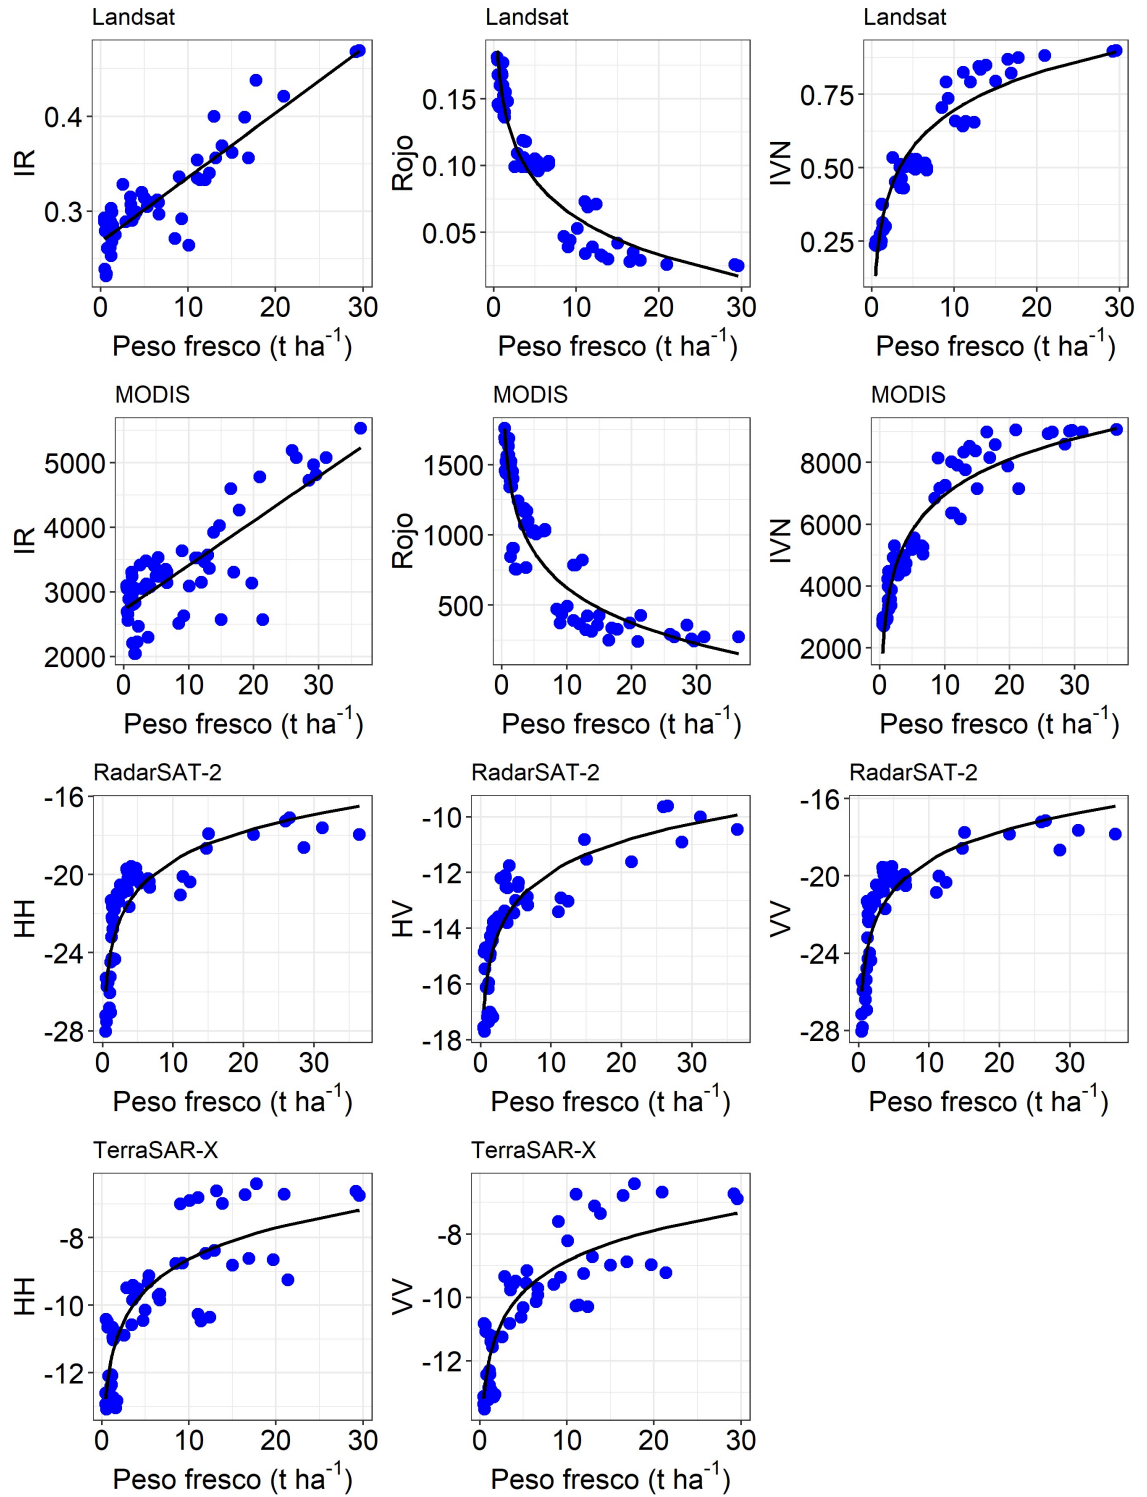 Landsat
Landsat
Landsat
IR
0.4
0.3
0
10
20
30
Peso fresco (t ha⁻¹)
Rojo
0.15
0.10
0.05
0
10
20
30
Peso fresco (t ha⁻¹)
IVN
0.75
0.50
0.25
0
10
20
30
Peso fresco (t ha⁻¹)
MODIS
MODIS
MODIS
IR
5000
4000
3000
2000
0
10
20
30
Peso fresco (t ha⁻¹)
Rojo
1500
1000
500
0
10
20
30
Peso fresco (t ha⁻¹)
IVN
8000
6000
4000
2000
0
10
20
30
Peso fresco (t ha⁻¹)
RadarSAT-2
RadarSAT-2
RadarSAT-2
HH
-16
-20
-24
-28
0
10
20
30
Peso fresco (t ha⁻¹)
HV
-10
-12
-14
-16
-18
0
10
20
30
Peso fresco (t ha⁻¹)
VV
-16
-20
-24
-28
0
10
20
30
Peso fresco (t ha⁻¹)
TerraSAR-X
TerraSAR-X
HH
-8
-10
-12
0
10
20
30
Peso fresco (t ha⁻¹)
VV
-8
-10
-12
0
10
20
30
Peso fresco (t ha⁻¹)